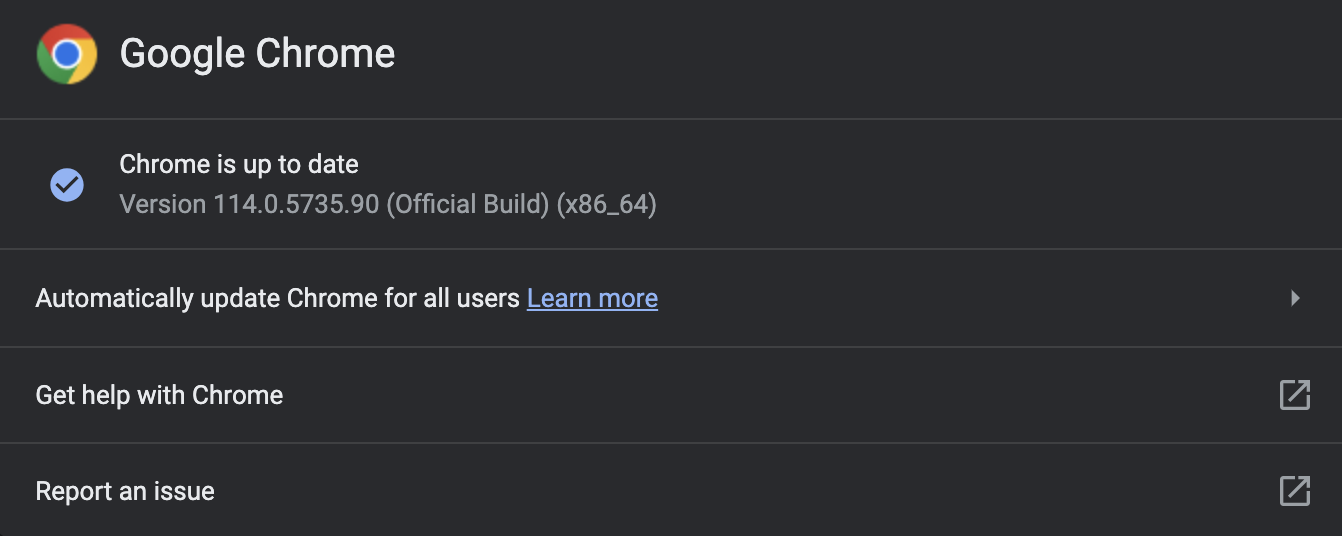 Google Chrome
Chrome is up to date
Version 114.0.5735.90 (Official Build) (x86_64)
Automatically update Chrome for all users Learn more
Get help with Chrome
Report an issue